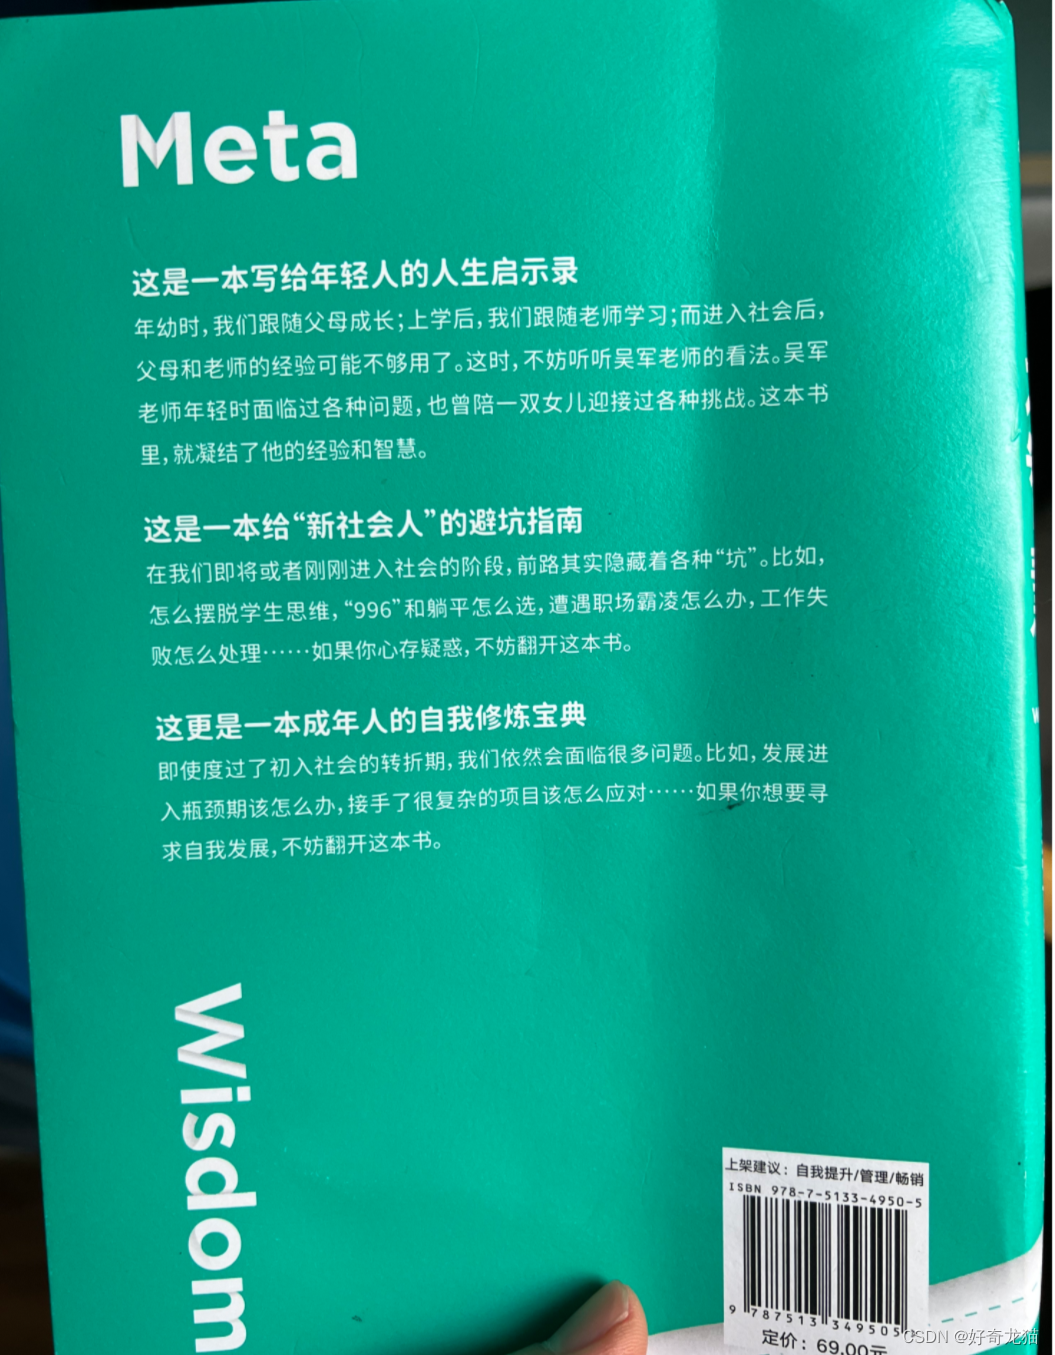 Meta
这是一本写给年轻人的人生启示录
年幼时，我们跟随父母成长；上学后，我们跟随老师学习；而进入社会后，
父母和老师的经验可能不够用了。这时，不妨听听吴军老师的看法。吴军
老师年轻时面临过各种问题，也曾陪一双女儿迎接过各种挑战。这本书
里，就凝结了他的经验和智慧。
这是一本给“新社会人”的避坑指南
在我们即将或者刚刚进入社会的阶段，前路其实隐藏着各种“坑”。比如，
怎么摆脱学生思维，“996”和躺平怎么选，遭遇职场霸凌怎么办，工作失
败怎么处理……如果你心存疑惑，不妨翻开这本书。
这更是一本成年人的自我修炼宝典
即使度过了初入社会的转折期，我们依然会面临很多问题。比如，发展进
入瓶颈期该怎么办，接手了很复杂的项目该怎么应对……如果你想要寻
求自我发展，不妨翻开这本书。
Wisdom
上架建议：自我提升/管理/畅销
ISBN 978-7-5133-4950-5
9 787513 349505
定价：69.00元
CSDN @好奇龙猫